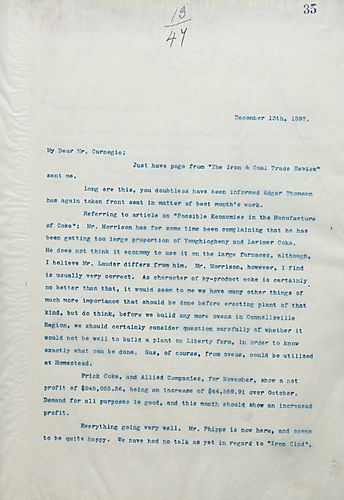 35
13
47
December 13th, 1897.
My Dear Mr. Carnegie:
Just have page from "The Iron & Coal Trade Review"
sent me.
Long ere this, you doubtless have been informed Edgar Thomson
has again taken front seat in matter of best month's work.
Referring to article on "Possible Economies in the Manufacture
of Coke": Mr. Morrison has for some time been complaining that he has
been getting too large proportion of Youghiogheny and Larimer Coke.
He does not think it economy to use it on the large furnaces, although,
I believe Mr. Lauder differs from him. Mr. Morrison, however, I find
is usually very correct. As character of by-product coke is certainly
no better than that, it would seem to me we have many other things of
much more importance that should be done before erecting plant of that
kind, but do think, before we build any more ovens in Connellsville
Region, we should certainly consider question carefully of whether it
would not be well to build a plant on Liberty Farm, in order to know
exactly what can be done. Gas, of course, from ovens, could be utilized
at Homestead.
Frick Coke, and Allied Companies, for November, show a net
profit of being an increase of over October.
Demand for all purposes is good, and this month should show an increased
profit.
Everything going very well. Mr. Phipps is now here, and seems
to be quite happy. We have had no talk as yet in regard to "Iron Clad",